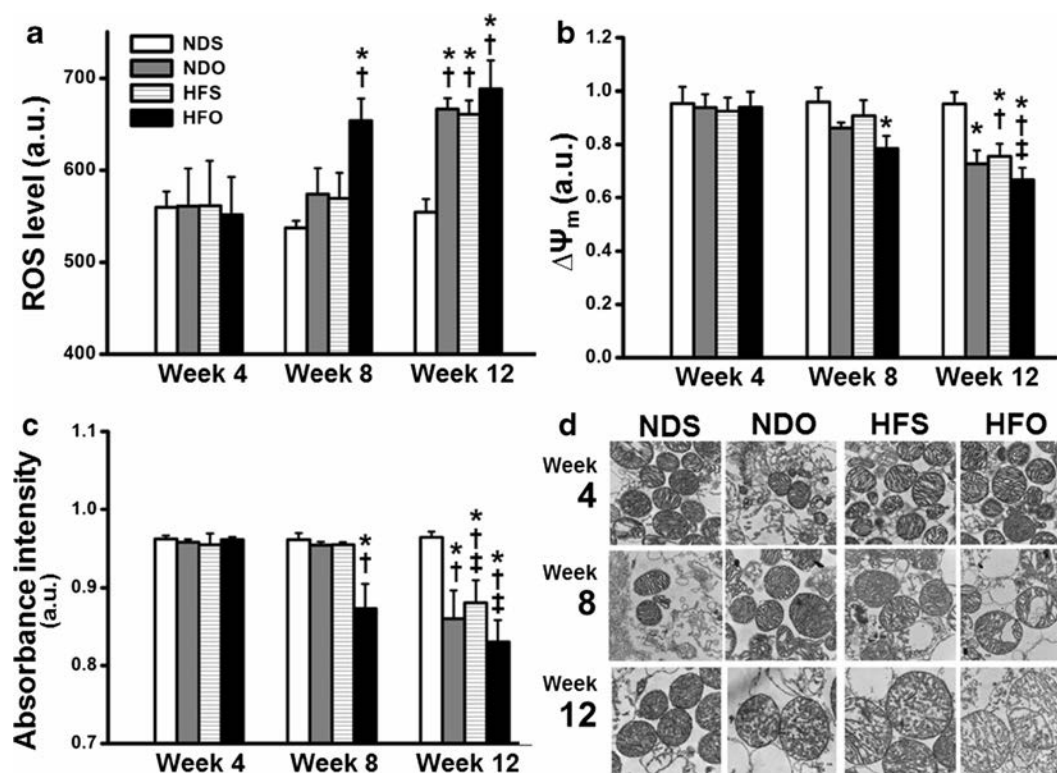 a
ROS level (a.u.)
700
600
500
400
NDS
NDO
HFS
HFO
*
†
*
†
*
†
*
†
Week 4
Week 8
Week 12
b
ΔΨm (a.u.)
1.2
1.0
0.8
0.6
0.4
0.2
0.0
*
*
*
†
*
†
‡
Week 4
Week 8
Week 12
c
Absorbance intensity
(a.u.)
1.1
1.0
0.9
0.8
0.7
*
†
*
†
*
†
‡
*
†
‡
Week 4
Week 8
Week 12
d
NDS NDO HFS HFO
Week
4
Week
8
Week
12